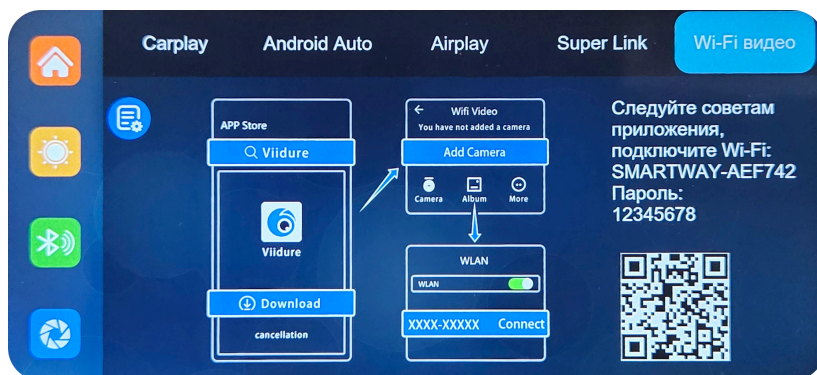 Carplay
Android Auto
Airplay
Super Link
Wi-Fi видео
APP Store
Viidure
Viidure
Download
cancellation
Wifi Video
You have not added a camera
Add Camera
Camera
Album
More
WLAN
WLAN
XXXX-XXXXX Connect
Следуйте советам
приложения,
подключите Wi-Fi:
SMARTWAY-AEF742
Пароль:
12345678